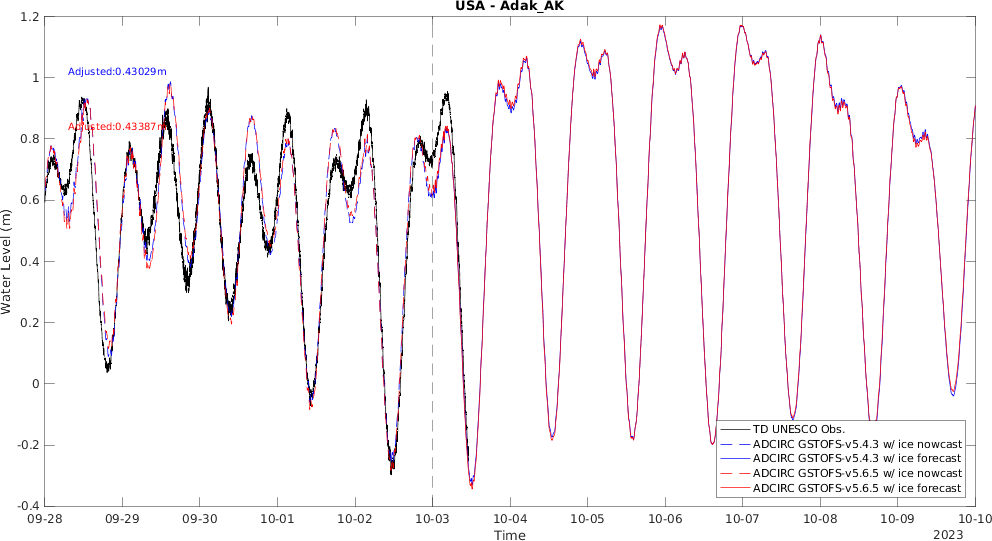 USA - Adak_AK
1.2
1
0.8
0.6
0.4
0.2
0
-0.2
-0.4
Water Level (m)
Adjusted:0.43029m
Adjusted:0.43387m
TD UNESCO Obs.
ADCIRC GSTOFS-v5.4.3 w/ ice nowcast
ADCIRC GSTOFS-v5.4.3 w/ ice forecast
ADCIRC GSTOFS-v5.6.5 w/ ice nowcast
ADCIRC GSTOFS-v5.6.5 w/ ice forecast
09-28 09-29 09-30 10-01 10-02 10-03 10-04 10-05 10-06 10-07 10-08 10-09 10-10
Time
2023